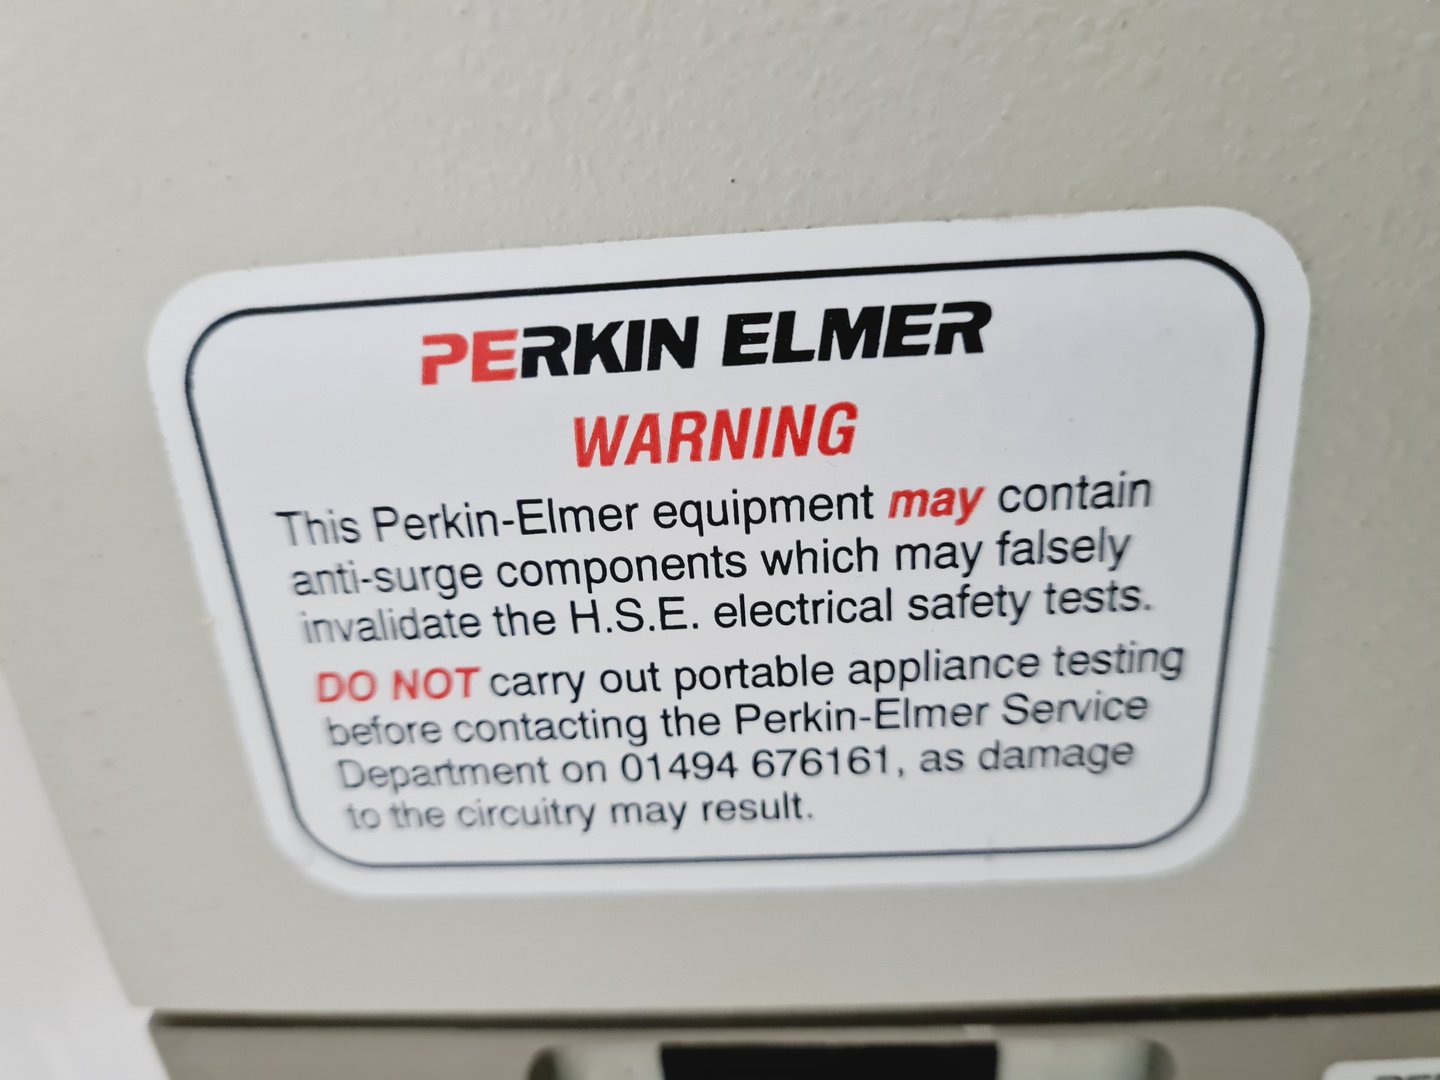 PERKIN ELMER
WARNING
This Perkin-Elmer equipment may contain
anti-surge components which may falsely
invalidate the H.S.E. electrical safety tests.
DO NOT carry out portable appliance testing
before contacting the Perkin-Elmer Service
Department on 01494 676161, as damage
to the circuitry may result.